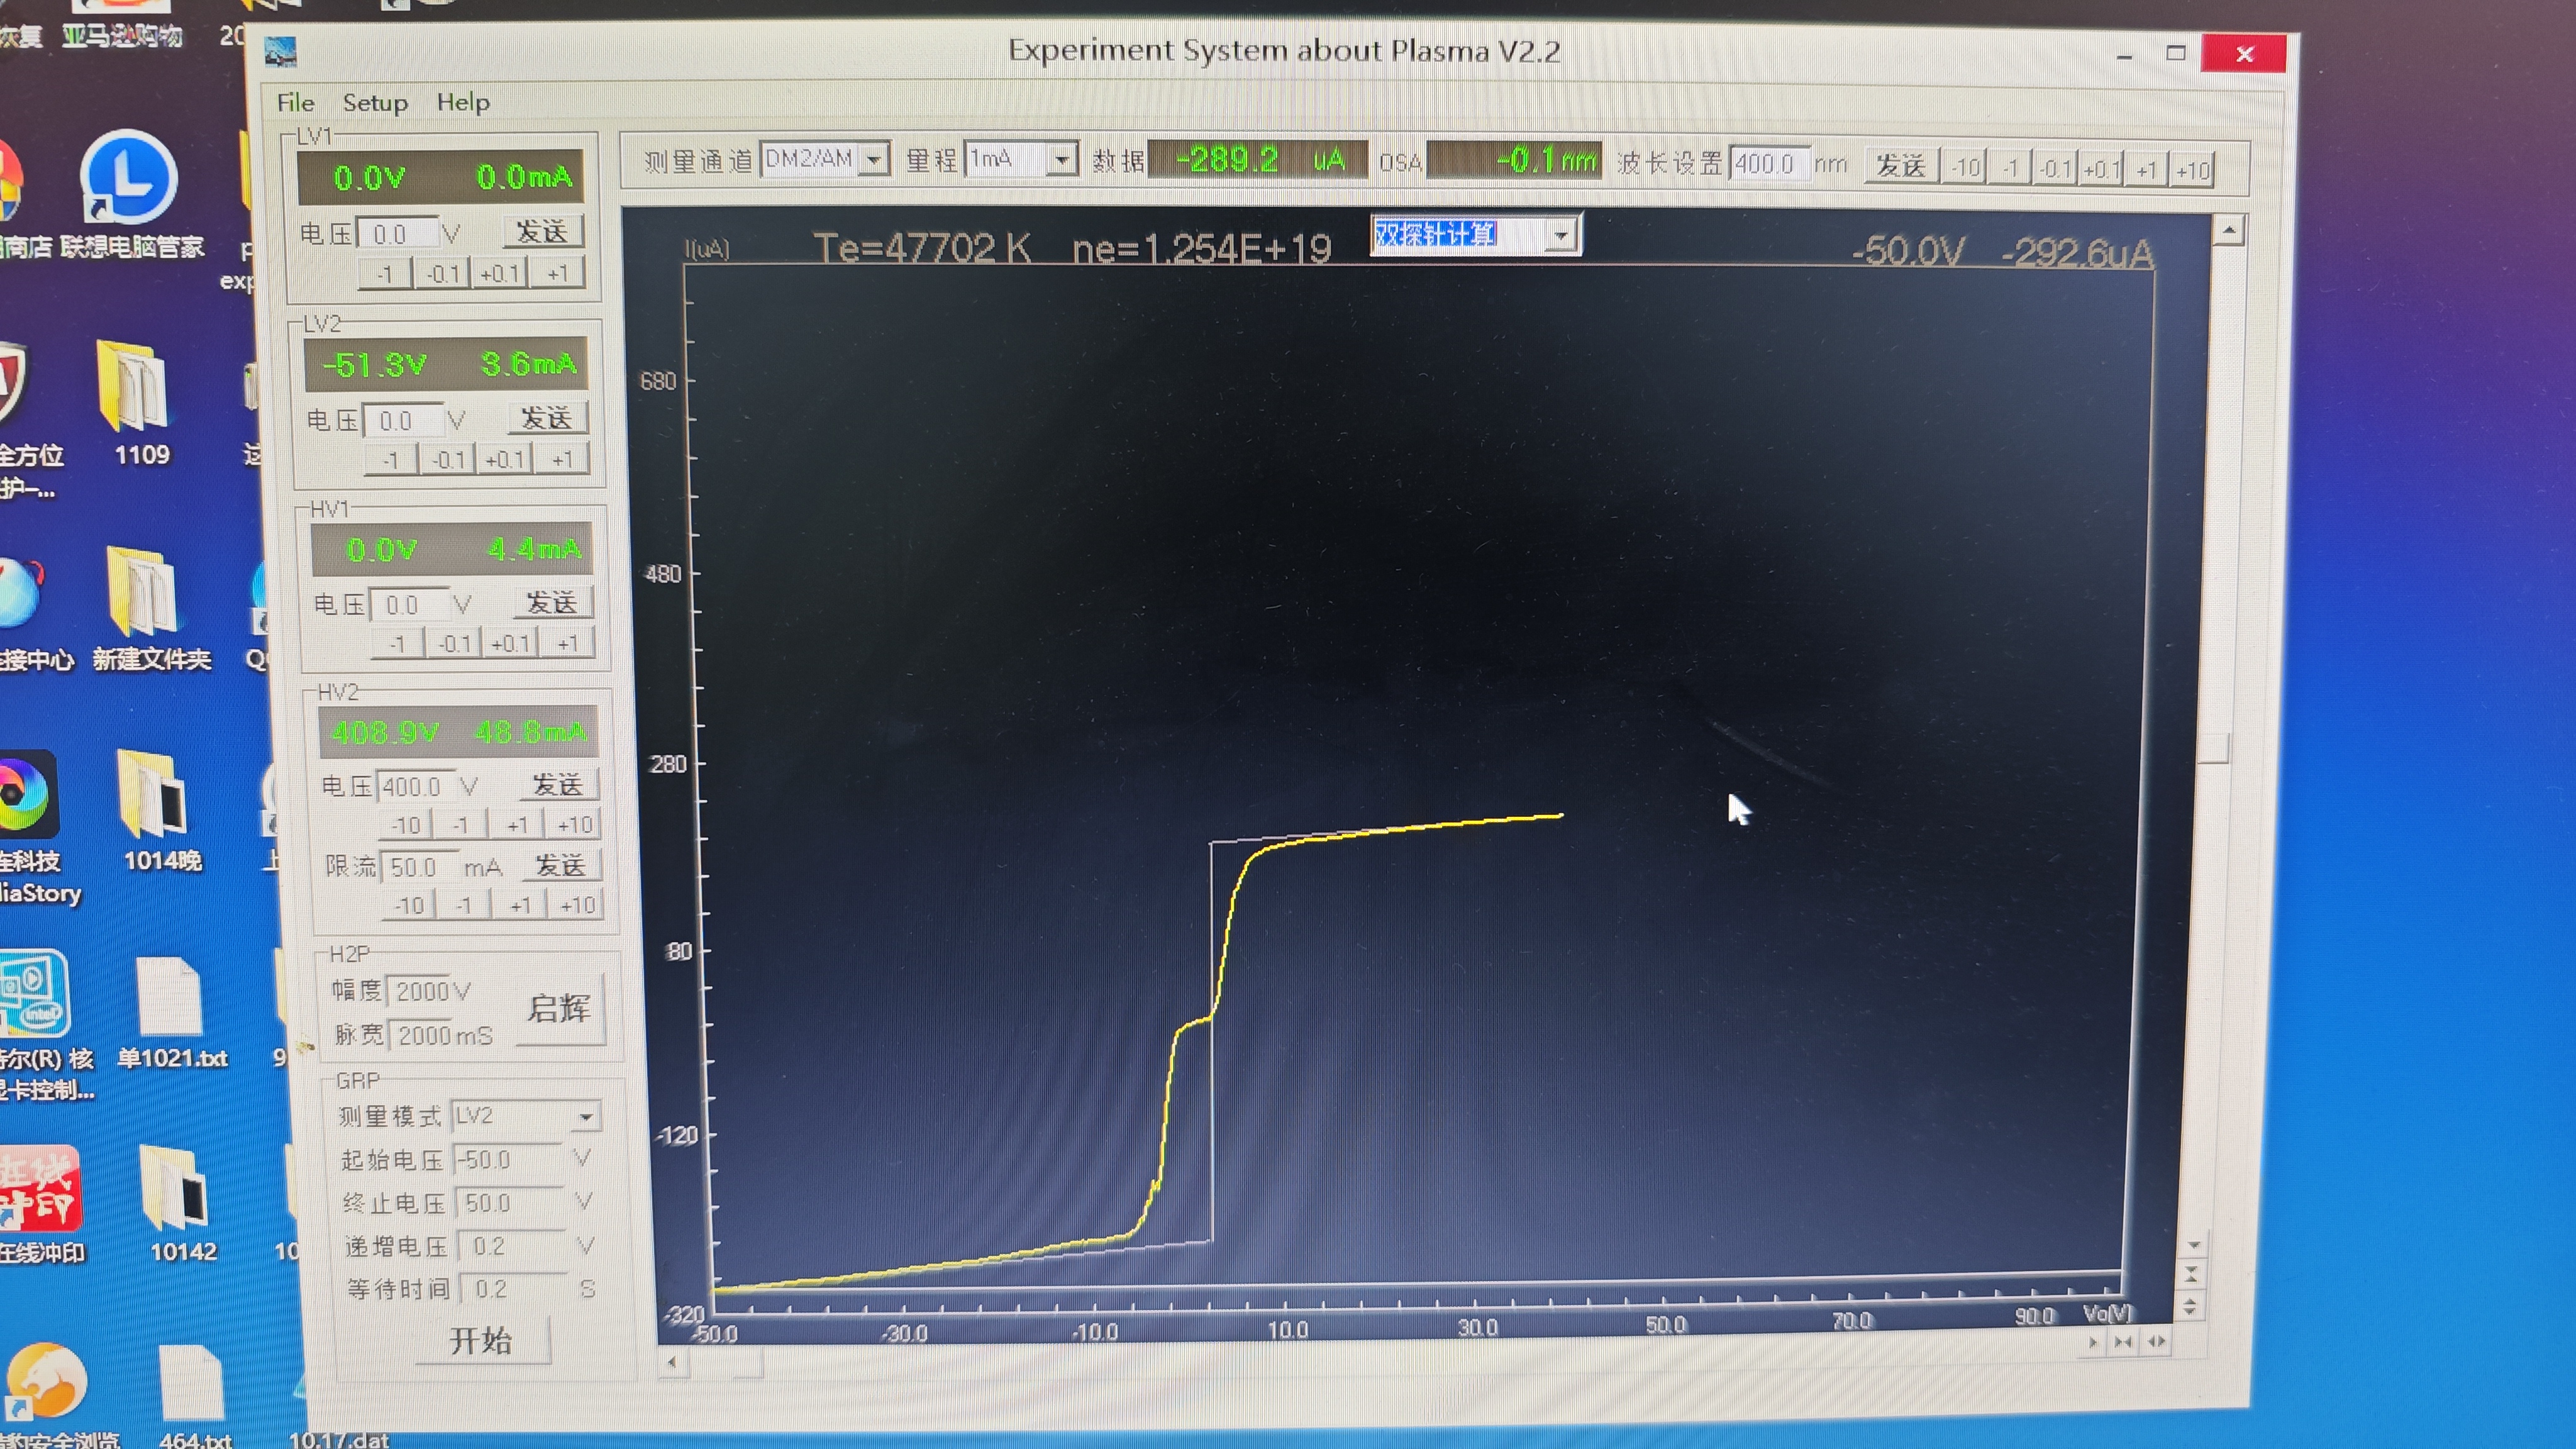 恢复 亚马逊购物 20
Experiment System about Plasma V2.2
File Setup Help
LV1
0.0V 0.0mA
电压 0.0 V 发送
-1 -0.1 +0.1 +1
测量通道 DM2/AM 量程 1mA 数据 -289.2 uA OSA -0.1nm 波长设置 400.0 nm 发送 -10 -1 -0.1 +0.1 +1 +10
I(uA) Te=47702 K ne=1.254E+19 双探针计算 -50.0V -292.6uA
商店 联想电脑管家
exp
LV2
-51.3V 3.6mA
电压 0.0 V 发送
-1 -0.1 +0.1 +1
全方位 1109
护-...
HV1
0.0V 4.4mA
电压 0.0 V 发送
-1 -0.1 +0.1 +1
接中心 新建文件夹 Q
HV2
408.9V 48.8mA
电压 400.0 V 发送
-10 -1 +1 +10
限流 50.0 mA 发送
-10 -1 +1 +10
连科技 1014晚
iaStory
H2P
幅度 2000V 启辉
脉宽 2000 mS
intel
尔(R) 核 单1021.txt 9
显卡控制...
GRP
测量模式 LV2
起始电压 -50.0 V
终止电压 50.0 V
递增电压 0.2 V
等待时间 0.2 S
开始
在线
冲印
在线冲印 10142 10
安全浏览 464.txt 10.17.dat
680
480
280
80
-120
-320
-50.0 -30.0 -10.0 10.0 30.0 50.0 70.0 90.0 Vo(V)